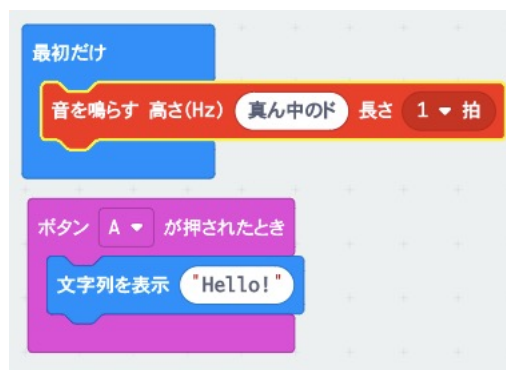 最初だけ
音を鳴らす 高さ(Hz) 真ん中のド 長さ 1 拍
ボタン A が押されたとき
文字列を表示 "Hello!"